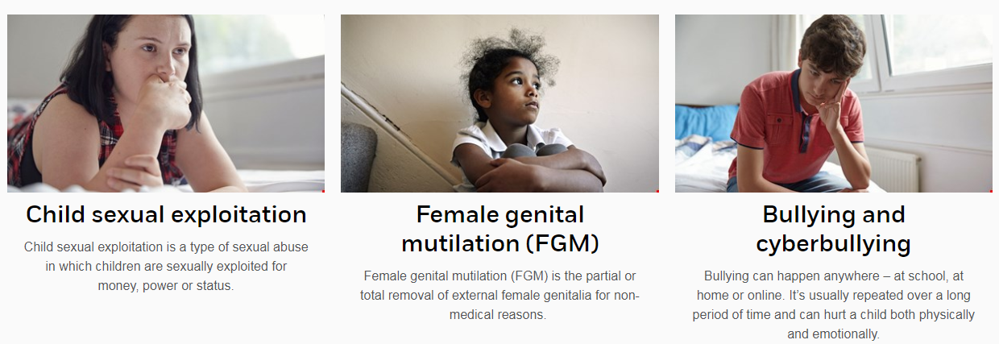 Child sexual exploitation
Child sexual exploitation is a type of sexual abuse
in which children are sexually exploited for
money, power or status.
Female genital
mutilation (FGM)
Female genital mutilation (FGM) is the partial or
total removal of external female genitalia for non-
medical reasons.
Bullying and
cyberbullying
Bullying can happen anywhere – at school, at
home or online. It’s usually repeated over a long
period of time and can hurt a child both physically
and emotionally.